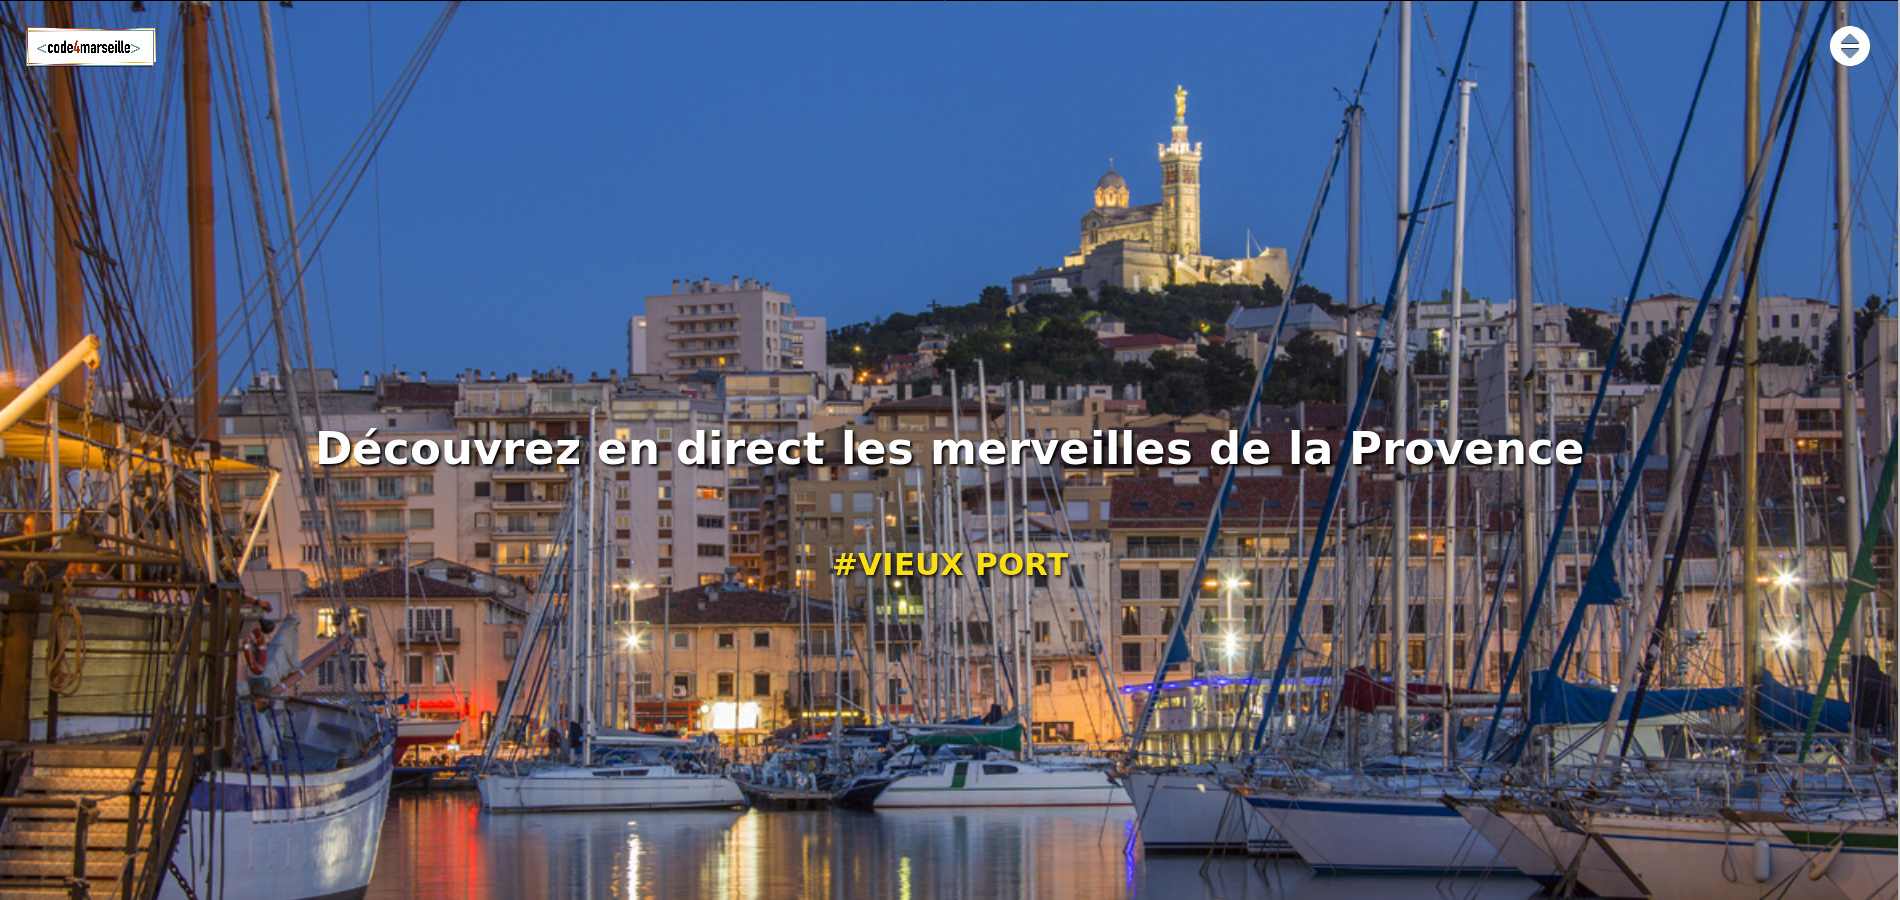 <code4marseille>
Découvrez en direct les merveilles de la Provence
#VIEUX PORT